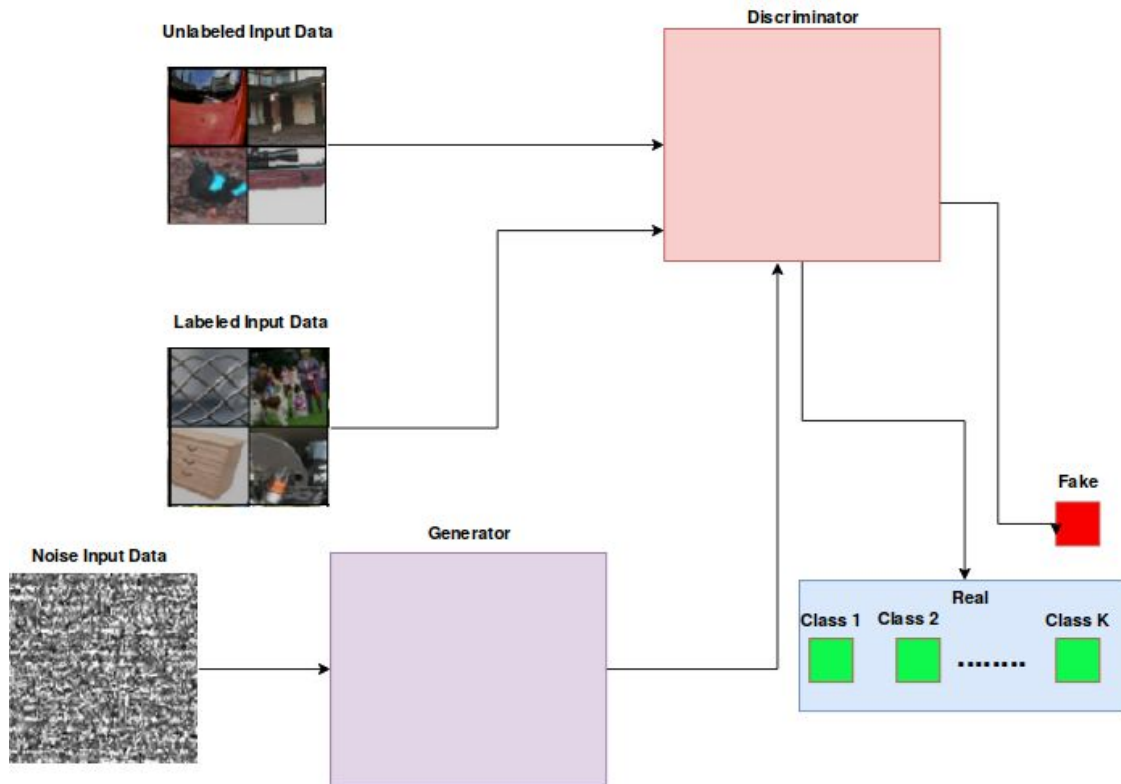 Discriminator
Unlabeled Input Data
Labeled Input Data
Fake
Generator
Noise Input Data
Real
Class 1 Class 2 ........ Class K